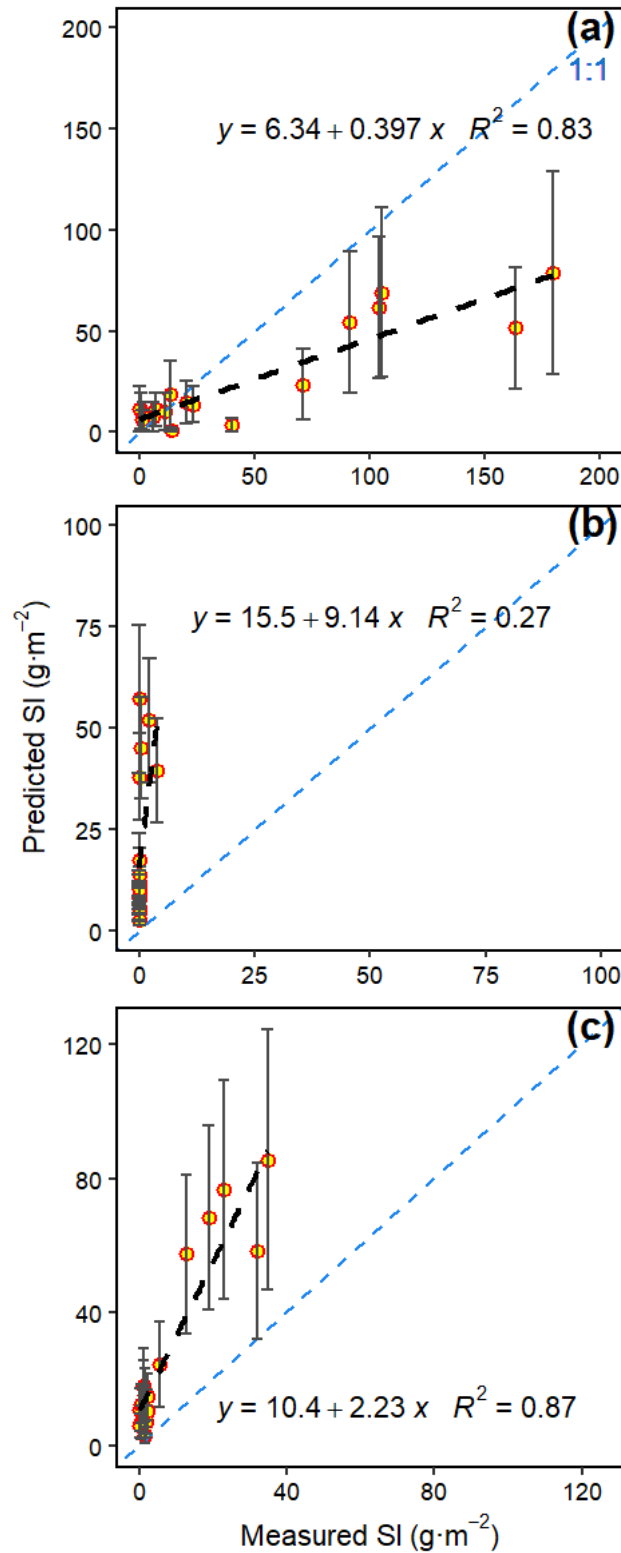 (a)
1:1
y = 6.34 + 0.397 x R² = 0.83
200
150
100
50
0
0 50 100 150 200
(b)
y = 15.5 + 9.14 x R² = 0.27
100
75
50
25
0
0 25 50 75 100
Predicted SI (g·m⁻²)
(c)
120
80
40
0
y = 10.4 + 2.23 x R² = 0.87
0 40 80 120
Measured SI (g·m⁻²)